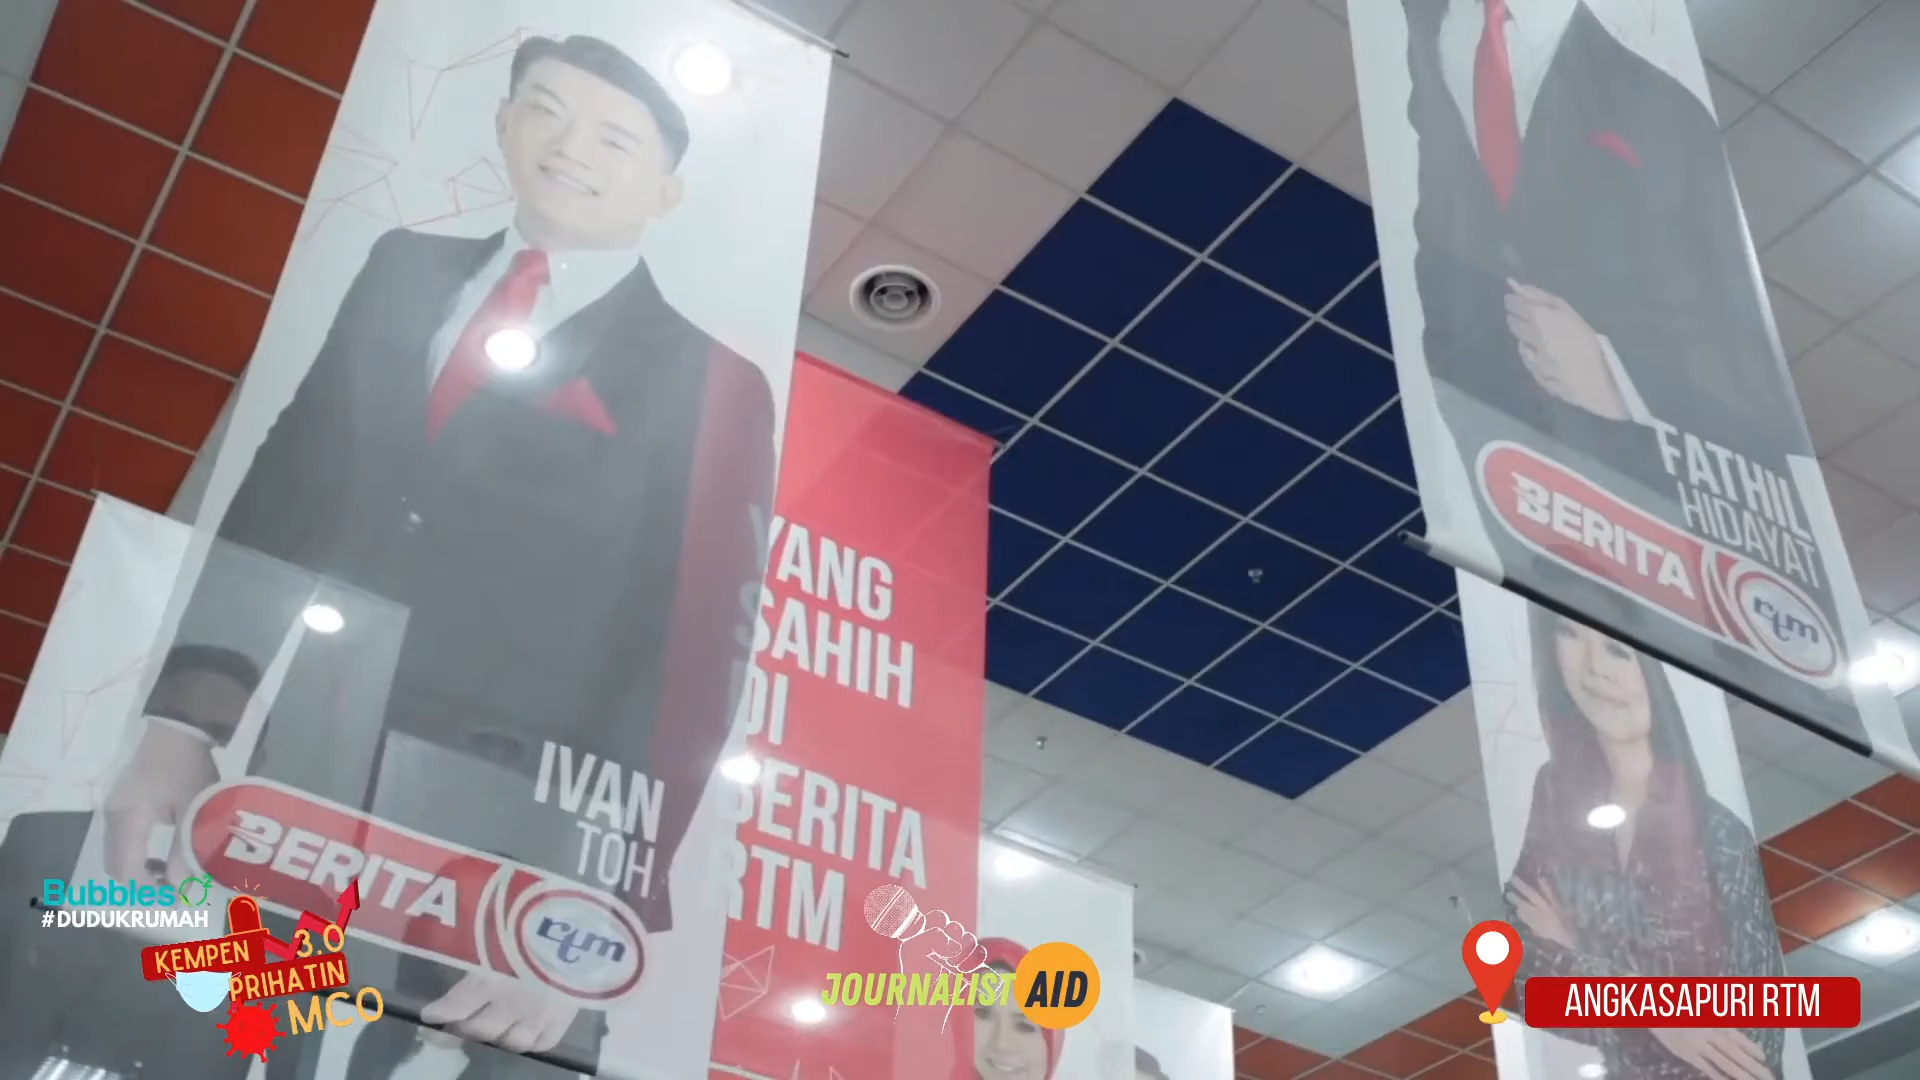 IVAN
TOH
BERITA
rtm
YANG
SAHIH
DI
BERITA
RTM
FATHIL
HIDAYAT
BERITA
rtm
Bubbles O2
#DUDUKRUMAH
KEMPEN 3.0
PRIHATIN
MCO
JOURNALIST AID
ANGKASAPURI RTM